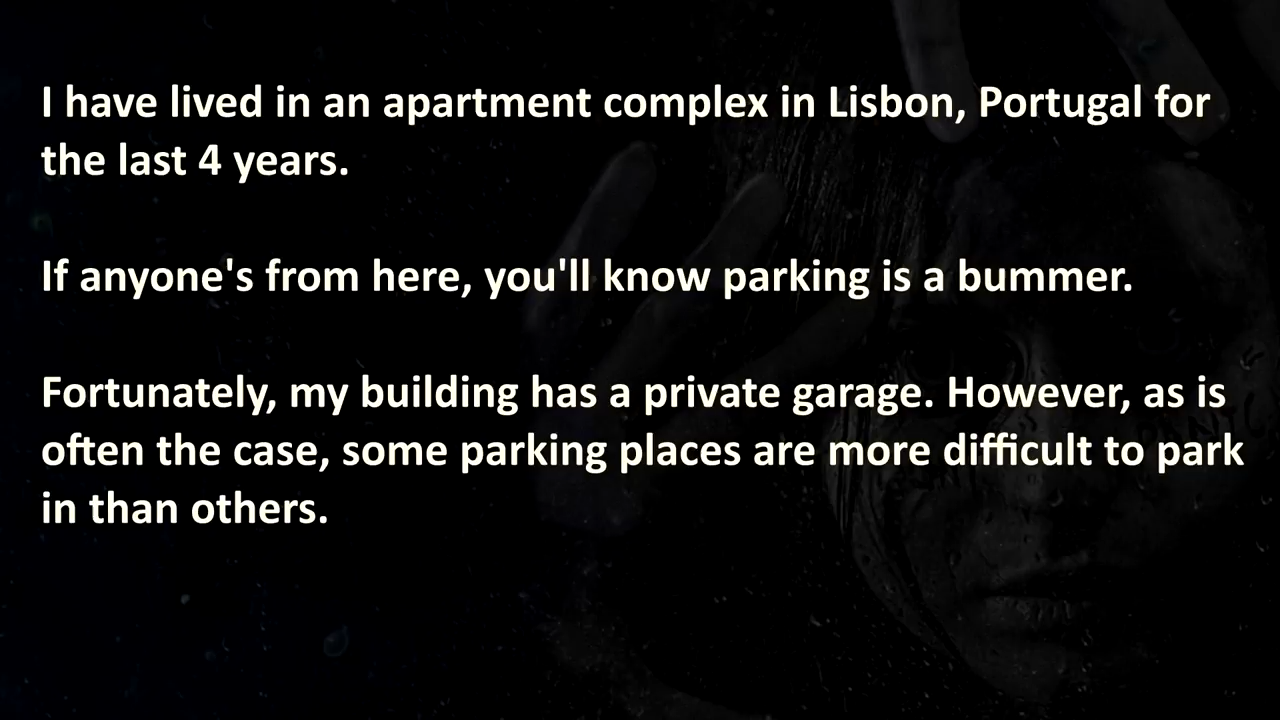 I have lived in an apartment complex in Lisbon, Portugal for
the last 4 years.
If anyone's from here, you'll know parking is a bummer.
Fortunately, my building has a private garage. However, as is
often the case, some parking places are more difficult to park
in than others.